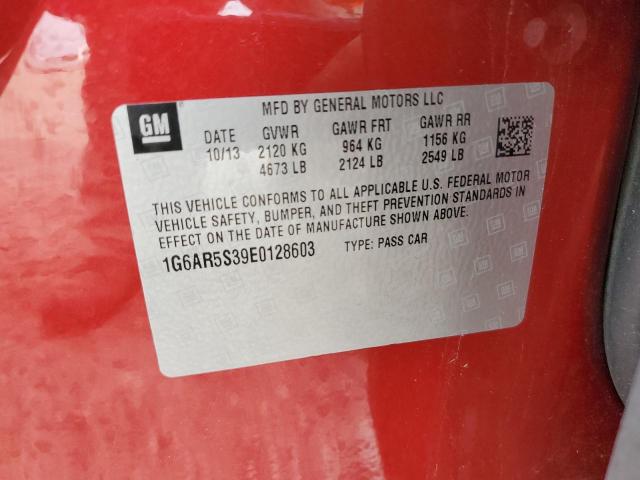 GM
MFD BY GENERAL MOTORS LLC
DATE GVWR GAWR FRT GAWR RR
10/13 2120 KG 964 KG 1156 KG
4673 LB 2124 LB 2549 LB
THIS VEHICLE CONFORMS TO ALL APPLICABLE U.S. FEDERAL MOTOR
VEHICLE SAFETY, BUMPER, AND THEFT PREVENTION STANDARDS IN
EFFECT ON THE DATE OF MANUFACTURE SHOWN ABOVE.
1G6AR5S39E0128603 TYPE: PASS CAR